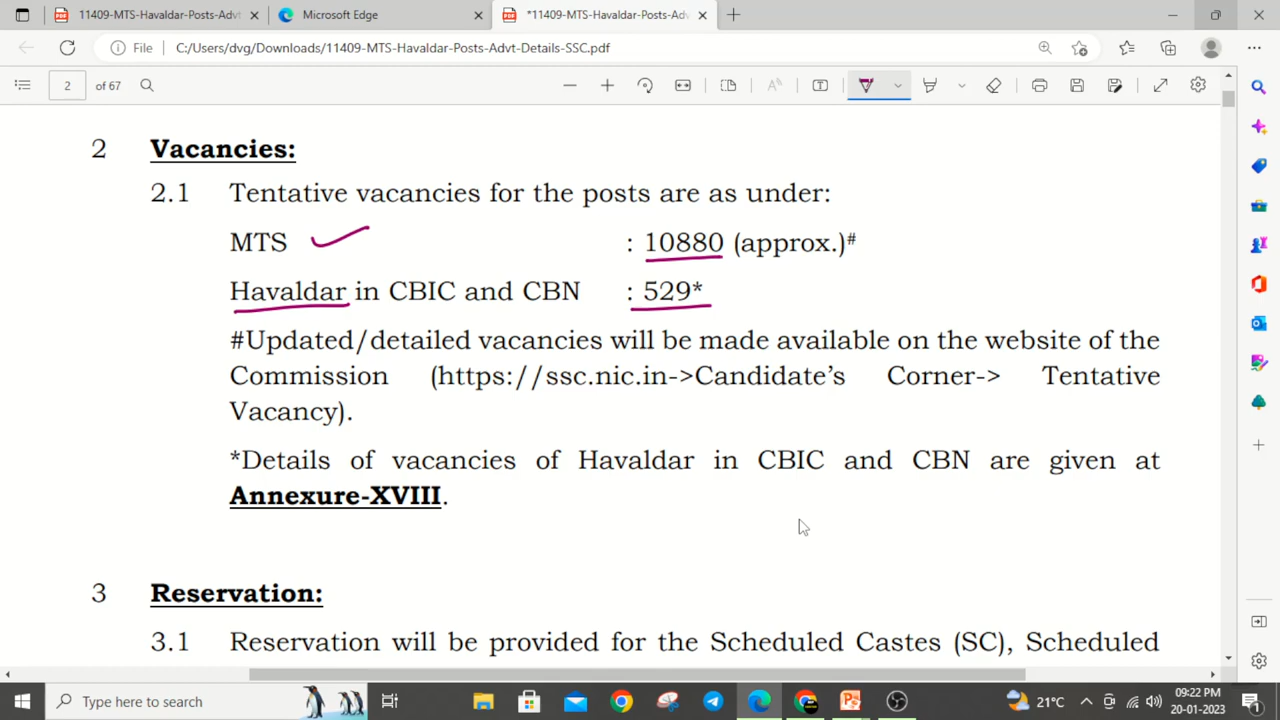 11409-MTS-Havaldar-Posts-Advt
Microsoft Edge
*11409-MTS-Havaldar-Posts-Adv
File C:/Users/dvg/Downloads/11409-MTS-Havaldar-Posts-Advt-Details-SSC.pdf
2 of 67
2 Vacancies:
2.1 Tentative vacancies for the posts are as under:
MTS : 10880 (approx.)#
Havaldar in CBIC and CBN : 529*
#Updated/detailed vacancies will be made available on the website of the
Commission (https://ssc.nic.in->Candidate's Corner-> Tentative
Vacancy).
*Details of vacancies of Havaldar in CBIC and CBN are given at
Annexure-XVIII.
3 Reservation:
3.1 Reservation will be provided for the Scheduled Castes (SC), Scheduled
Type here to search
21°C
09:22 PM
20-01-2023
1